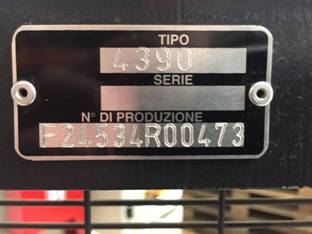 TIPO
4390
SERIE
N° DI PRODUZIONE
F24534R00473